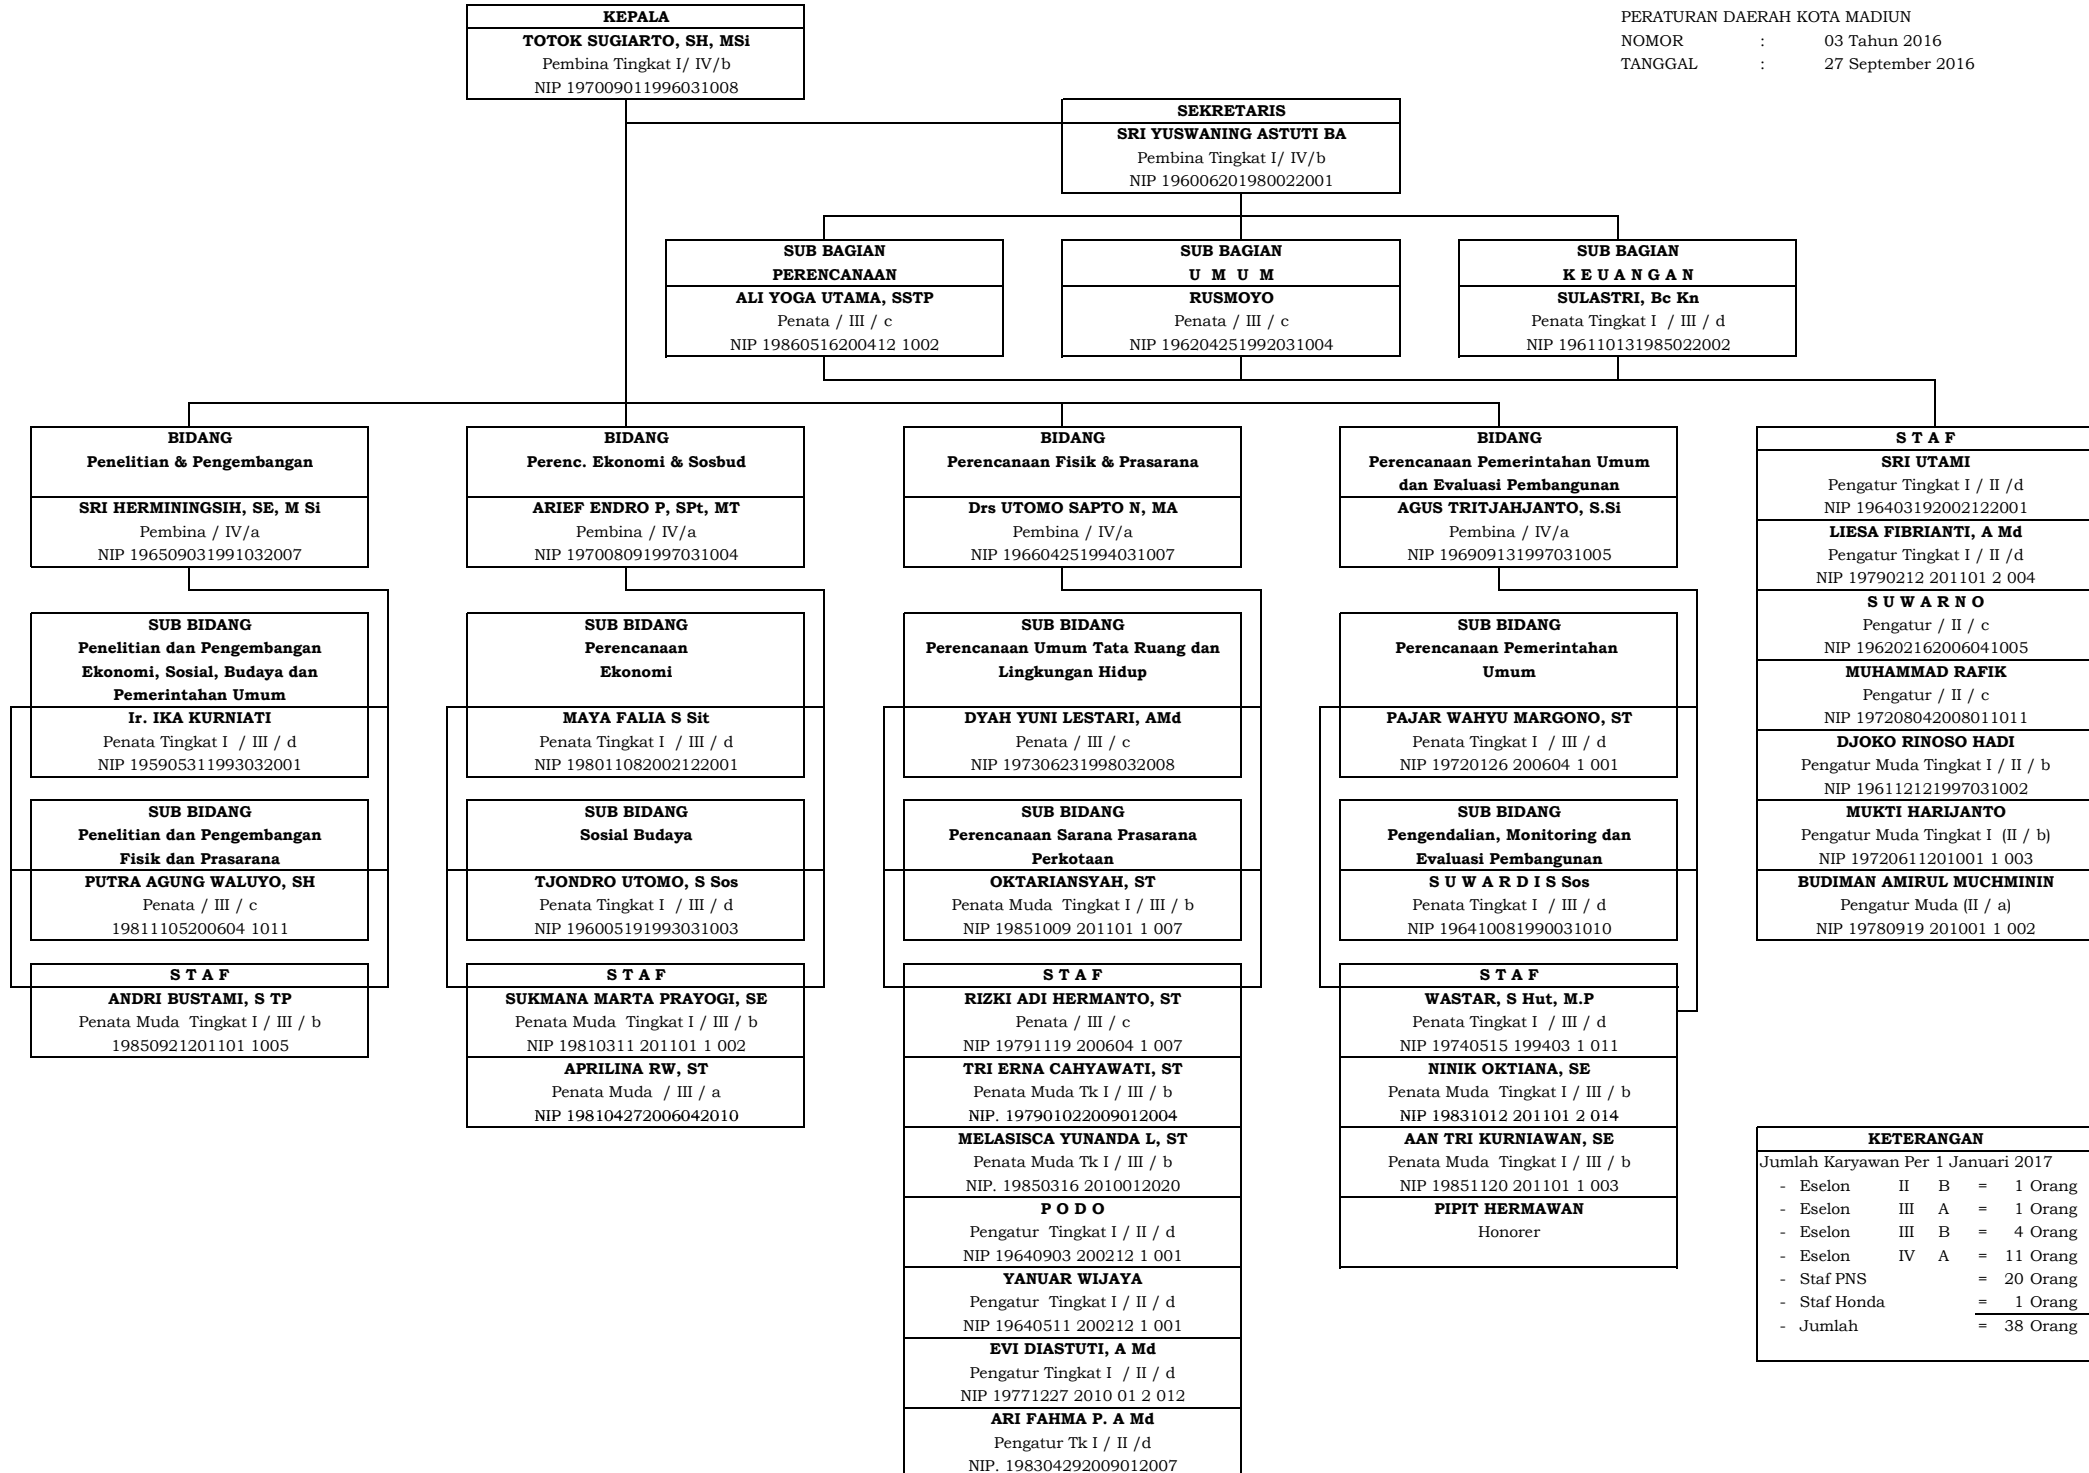 KEPALA
TOTOK SUGIARTO, SH, MSi
Pembina Tingkat I/ IV/b
NIP 197009011996031008
PERATURAN DAERAH KOTA MADIUN
NOMOR : 03 Tahun 2016
TANGGAL : 27 September 2016
SEKRETARIS
SRI YUSWANING ASTUTI BA
Pembina Tingkat I/ IV/b
NIP 196006201980022001
SUB BAGIAN
PERENCANAAN
ALI YOGA UTAMA, SSTP
Penata / III / c
NIP 19860516200412 1002
SUB BAGIAN
U M U M
RUSMOYO
Penata / III / c
NIP 196204251992031004
SUB BAGIAN
K E U A N G A N
SULASTRI, Bc Kn
Penata Tingkat I / III / d
NIP 196110131985022002
BIDANG
Penelitian & Pengembangan
SRI HERMININGSIH, SE, M Si
Pembina / IV/a
NIP 196509031991032007
SUB BIDANG
Penelitian dan Pengembangan
Ekonomi, Sosial, Budaya dan
Pemerintahan Umum
Ir. IKA KURNIATI
Penata Tingkat I / III / d
NIP 195905311993032001
SUB BIDANG
Penelitian dan Pengembangan
Fisik dan Prasarana
PUTRA AGUNG WALUYO, SH
Penata / III / c
19811105200604 1011
S T A F
ANDRI BUSTAMI, S TP
Penata Muda Tingkat I / III / b
19850921201101 1005
BIDANG
Perenc. Ekonomi & Sosbud
ARIEF ENDRO P, SPt, MT
Pembina / IV/a
NIP 197008091997031004
SUB BIDANG
Perencanaan
Ekonomi
MAYA FALIA S Sit
Penata Tingkat I / III / d
NIP 198011082002122001
SUB BIDANG
Sosial Budaya
TJONDRO UTOMO, S Sos
Penata Tingkat I / III / d
NIP 196005191993031003
S T A F
SUKMANA MARTA PRAYOGI, SE
Penata Muda Tingkat I / III / b
NIP 19810311 201101 1 002
APRILINA RW, ST
Penata Muda / III / a
NIP 198104272006042010
BIDANG
Perencanaan Fisik & Prasarana
Drs UTOMO SAPTO N, MA
Pembina / IV/a
NIP 196604251994031007
SUB BIDANG
Perencanaan Umum Tata Ruang dan
Lingkungan Hidup
DYAH YUNI LESTARI, AMd
Penata / III / c
NIP 197306231998032008
SUB BIDANG
Perencanaan Sarana Prasarana
Perkotaan
OKTARIANSYAH, ST
Penata Muda Tingkat I / III / b
NIP 19851009 201101 1 007
S T A F
RIZKI ADI HERMANTO, ST
Penata / III / c
NIP 19791119 200604 1 007
TRI ERNA CAHYAWATI, ST
Penata Muda Tk I / III / b
NIP. 197901022009012004
MELASISCA YUNANDA L, ST
Penata Muda Tk I / III / b
NIP. 19850316 2010012020
P O D O
Pengatur Tingkat I / II / d
NIP 19640903 200212 1 001
YANUAR WIJAYA
Pengatur Tingkat I / II / d
NIP 19640511 200212 1 001
EVI DIASTUTI, A Md
Pengatur Tingkat I / II / d
NIP 19771227 2010 01 2 012
ARI FAHMA P. A Md
Pengatur Tk I / II /d
NIP. 198304292009012007
BIDANG
Perencanaan Pemerintahan Umum
dan Evaluasi Pembangunan
AGUS TRITJAHJANTO, S.Si
Pembina / IV/a
NIP 196909131997031005
SUB BIDANG
Perencanaan Pemerintahan
Umum
PAJAR WAHYU MARGONO, ST
Penata Tingkat I / III / d
NIP 19720126 200604 1 001
SUB BIDANG
Pengendalian, Monitoring dan
Evaluasi Pembangunan
S U W A R D I S Sos
Penata Tingkat I / III / d
NIP 196410081990031010
S T A F
WASTAR, S Hut, M.P
Penata Tingkat I / III / d
NIP 19740515 199403 1 011
NINIK OKTIANA, SE
Penata Muda Tingkat I / III / b
NIP 19831012 201101 2 014
AAN TRI KURNIAWAN, SE
Penata Muda Tingkat I / III / b
NIP 19851120 201101 1 003
PIPIT HERMAWAN
Honorer
S T A F
SRI UTAMI
Pengatur Tingkat I / II /d
NIP 196403192002122001
LIESA FIBRIANTI, A Md
Pengatur Tingkat I / II /d
NIP 19790212 201101 2 004
S U W A R N O
Pengatur / II / c
NIP 196202162006041005
MUHAMMAD RAFIK
Pengatur / II / c
NIP 197208042008011011
DJOKO RINOSO HADI
Pengatur Muda Tingkat I / II / b
NIP 196112121997031002
MUKTI HARIJANTO
Pengatur Muda Tingkat I (II / b)
NIP 19720611201001 1 003
BUDIMAN AMIRUL MUCHMININ
Pengatur Muda (II / a)
NIP 19780919 201001 1 002
KETERANGAN
Jumlah Karyawan Per 1 Januari 2017
- Eselon II B = 1 Orang
- Eselon III A = 1 Orang
- Eselon III B = 4 Orang
- Eselon IV A = 11 Orang
- Staf PNS = 20 Orang
- Staf Honda = 1 Orang
- Jumlah = 38 Orang